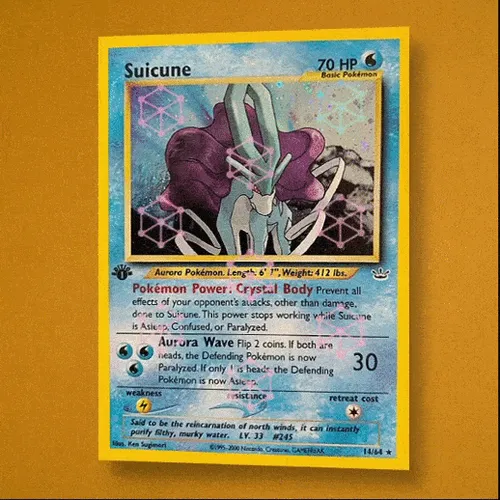 Suicune 70 HP
Basic Pokémon
Aurora Pokémon. Length: 6' 7", Weight: 412 lbs.
Pokémon Power: Crystal Body Prevent all
effects of your opponent's attacks, other than damage,
done to Suicune. This power stops working while Suicune
is Asleep, Confused, or Paralyzed.
Aurora Wave Flip 2 coins. If both are
heads, the Defending Pokémon is now
Paralyzed. If only 1 is heads, the Defending
Pokémon is now Asleep.
30
weakness resistance retreat cost
Said to be the reincarnation of north winds, it can instantly
purify filthy, murky water. LV. 33 #245
Illus. Ken Sugimori ©1995, 2000 Nintendo, Creatures, GAMEFREAK. 14/64 ★